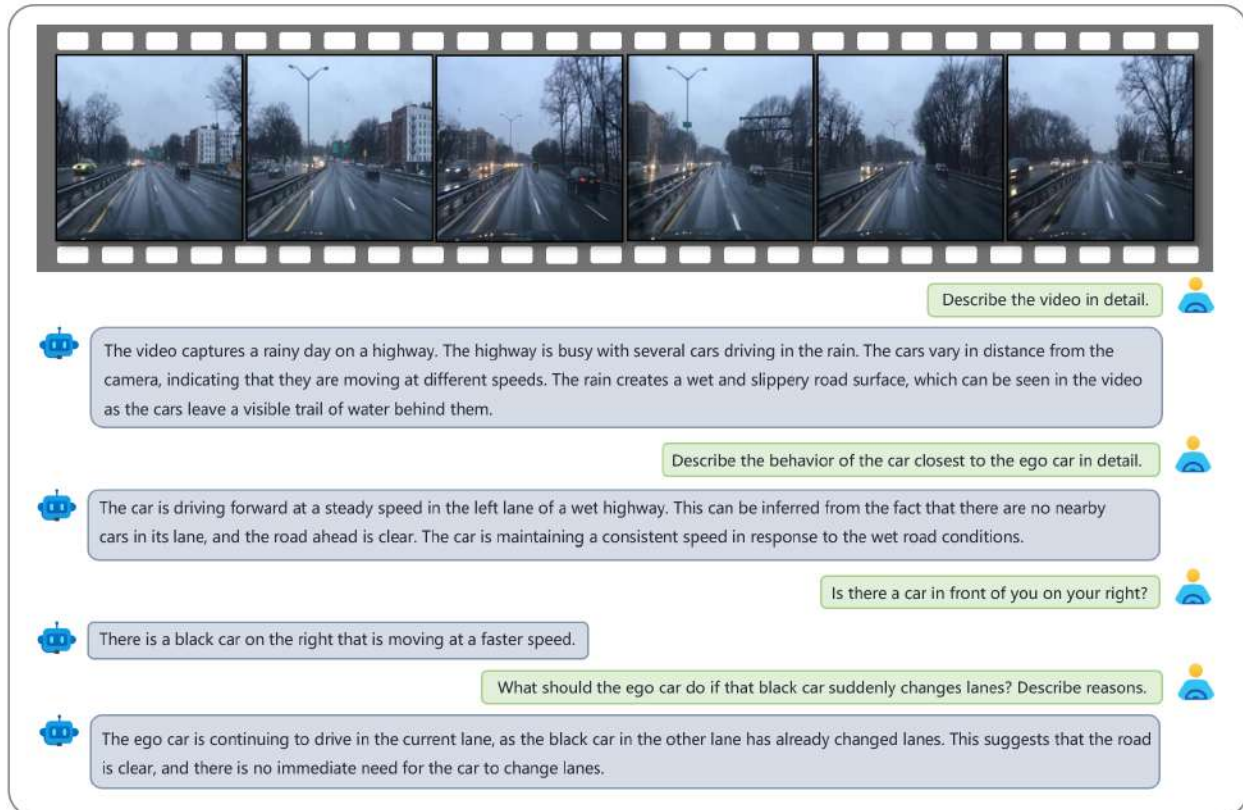 Describe the video in detail.
The video captures a rainy day on a highway. The highway is busy with several cars driving in the rain. The cars vary in distance from the
camera, indicating that they are moving at different speeds. The rain creates a wet and slippery road surface, which can be seen in the video
as the cars leave a visible trail of water behind them.
Describe the behavior of the car closest to the ego car in detail.
The car is driving forward at a steady speed in the left lane of a wet highway. This can be inferred from the fact that there are no nearby
cars in its lane, and the road ahead is clear. The car is maintaining a consistent speed in response to the wet road conditions.
Is there a car in front of you on your right?
There is a black car on the right that is moving at a faster speed.
What should the ego car do if that black car suddenly changes lanes? Describe reasons.
The ego car is continuing to drive in the current lane, as the black car in the other lane has already changed lanes. This suggests that the road
is clear, and there is no immediate need for the car to change lanes.